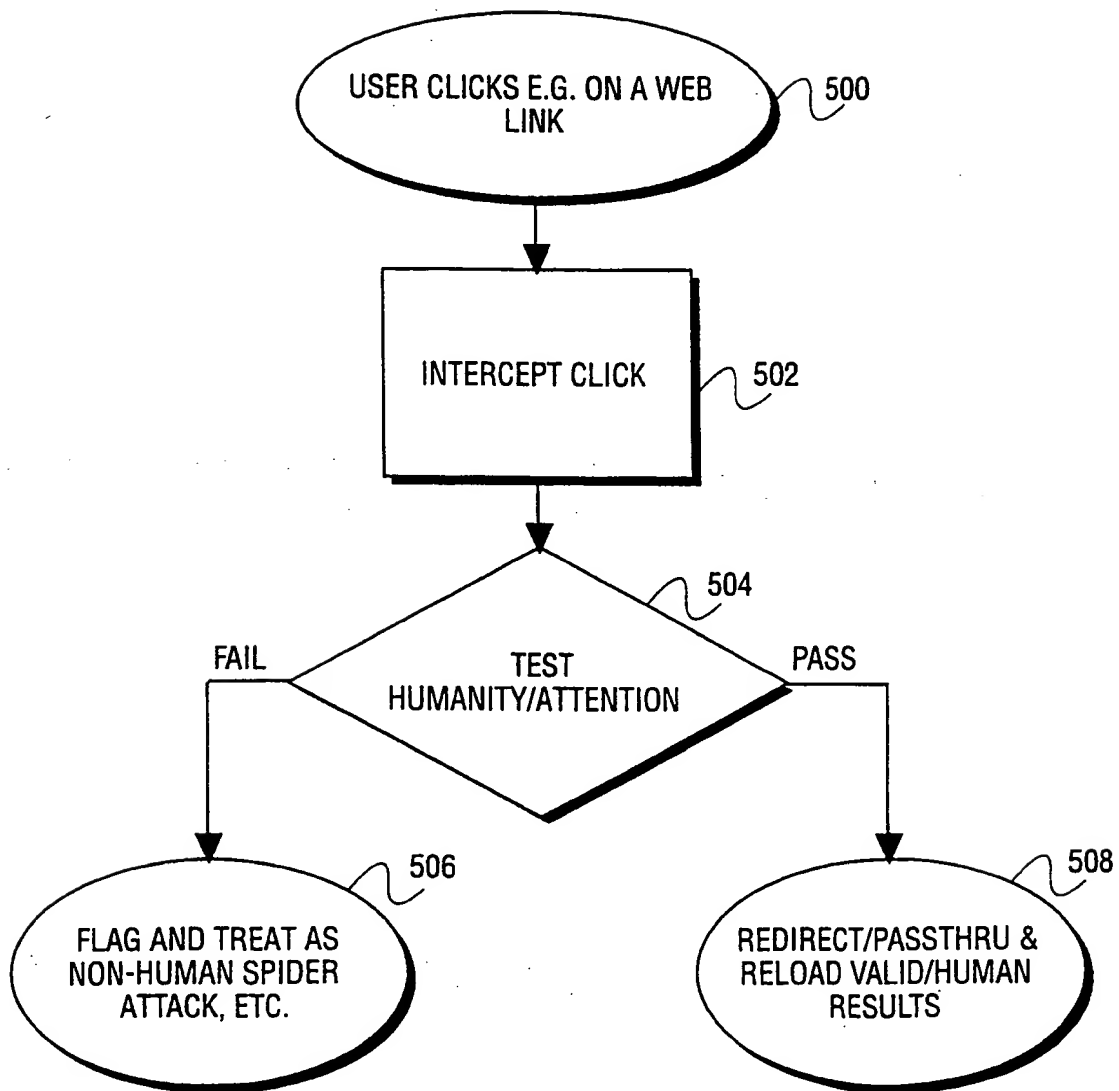 USER CLICKS E.G. ON A WEB
LINK
500
INTERCEPT CLICK
502
504
FAIL
TEST
HUMANITY/ATTENTION
PASS
506
FLAG AND TREAT AS
NON-HUMAN SPIDER
ATTACK, ETC.
508
REDIRECT/PASSTHRU &
RELOAD VALID/HUMAN
RESULTS